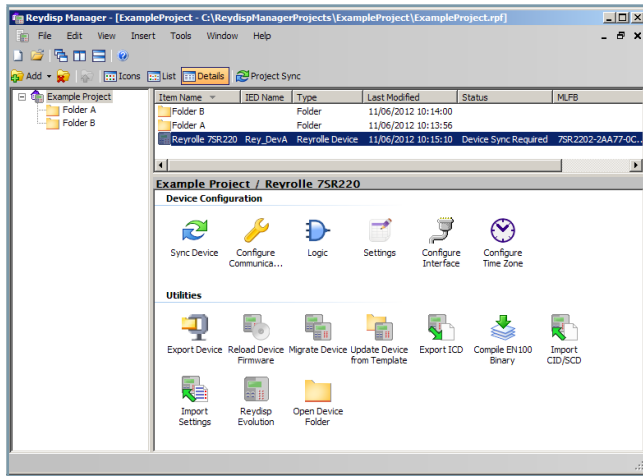 Reydisp Manager - [ExampleProject - C:\ReydispManagerProjects\ExampleProject\ExampleProject.rpf]
File Edit View Insert Tools Window Help
Add Icons List Details Project Sync
Example Project
Folder A
Folder B
Item Name IED Name Type Last Modified Status MLFB
Folder B Folder 11/06/2012 10:14:00
Folder A Folder 11/06/2012 10:13:56
Reyrolle 7SR220 Rey_DevA Reyrolle Device 11/06/2012 10:15:10 Device Sync Required 7SR2202-2AA77-0C...
Example Project / Reyrolle 7SR220
Device Configuration
Sync Device Configure Communica... Logic Settings Configure Interface Configure Time Zone
Utilities
Export Device Reload Device Firmware Migrate Device Update Device from Template Export ICD Compile EN100 Binary Import CID/SCD
Import Settings Reydisp Evolution Open Device Folder